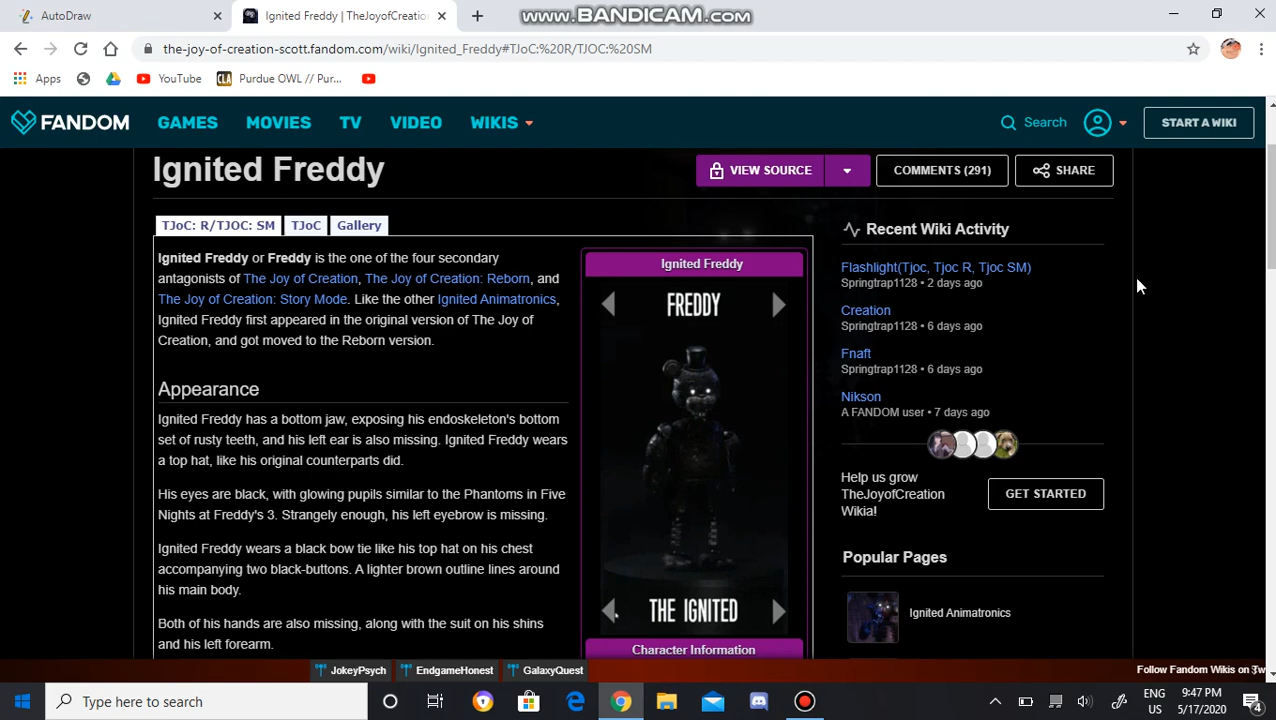 AutoDraw
Ignited Freddy | TheJoyofCreation
www.BANDICAM.com
the-joy-of-creation-scott.fandom.com/wiki/Ignited_Freddy#TJoC:%20R/TJOC:%20SM
Apps
YouTube
CLA
Purdue OWL // Pur...
FANDOM
GAMES
MOVIES
TV
VIDEO
WIKIS
Search
START A WIKI
Ignited Freddy
VIEW SOURCE
COMMENTS (291)
SHARE
TJoC: R/TJOC: SM
TJoC
Gallery
Ignited Freddy or Freddy is the one of the four secondary
antagonists of The Joy of Creation, The Joy of Creation: Reborn, and
The Joy of Creation: Story Mode. Like the other Ignited Animatronics,
Ignited Freddy first appeared in the original version of The Joy of
Creation, and got moved to the Reborn version.
Appearance
Ignited Freddy has a bottom jaw, exposing his endoskeleton's bottom
set of rusty teeth, and his left ear is also missing. Ignited Freddy wears
a top hat, like his original counterparts did.
His eyes are black, with glowing pupils similar to the Phantoms in Five
Nights at Freddy's 3. Strangely enough, his left eyebrow is missing.
Ignited Freddy wears a black bow tie like his top hat on his chest
accompanying two black-buttons. A lighter brown outline lines around
his main body.
Both of his hands are also missing, along with the suit on his shins
and his left forearm.
Ignited Freddy
FREDDY
THE IGNITED
Character Information
Recent Wiki Activity
Flashlight(Tjoc, Tjoc R, Tjoc SM)
Springtrap1128 • 2 days ago
Creation
Springtrap1128 • 6 days ago
Fnaft
Springtrap1128 • 6 days ago
Nikson
A FANDOM user • 7 days ago
Help us grow
TheJoyofCreation
Wikia!
GET STARTED
Popular Pages
Ignited Animatronics
JokeyPsych
EndgameHonest
GalaxyQuest
Follow Fandom Wikis on Tw
Type here to search
ENG
US
9:47 PM
5/17/2020
4